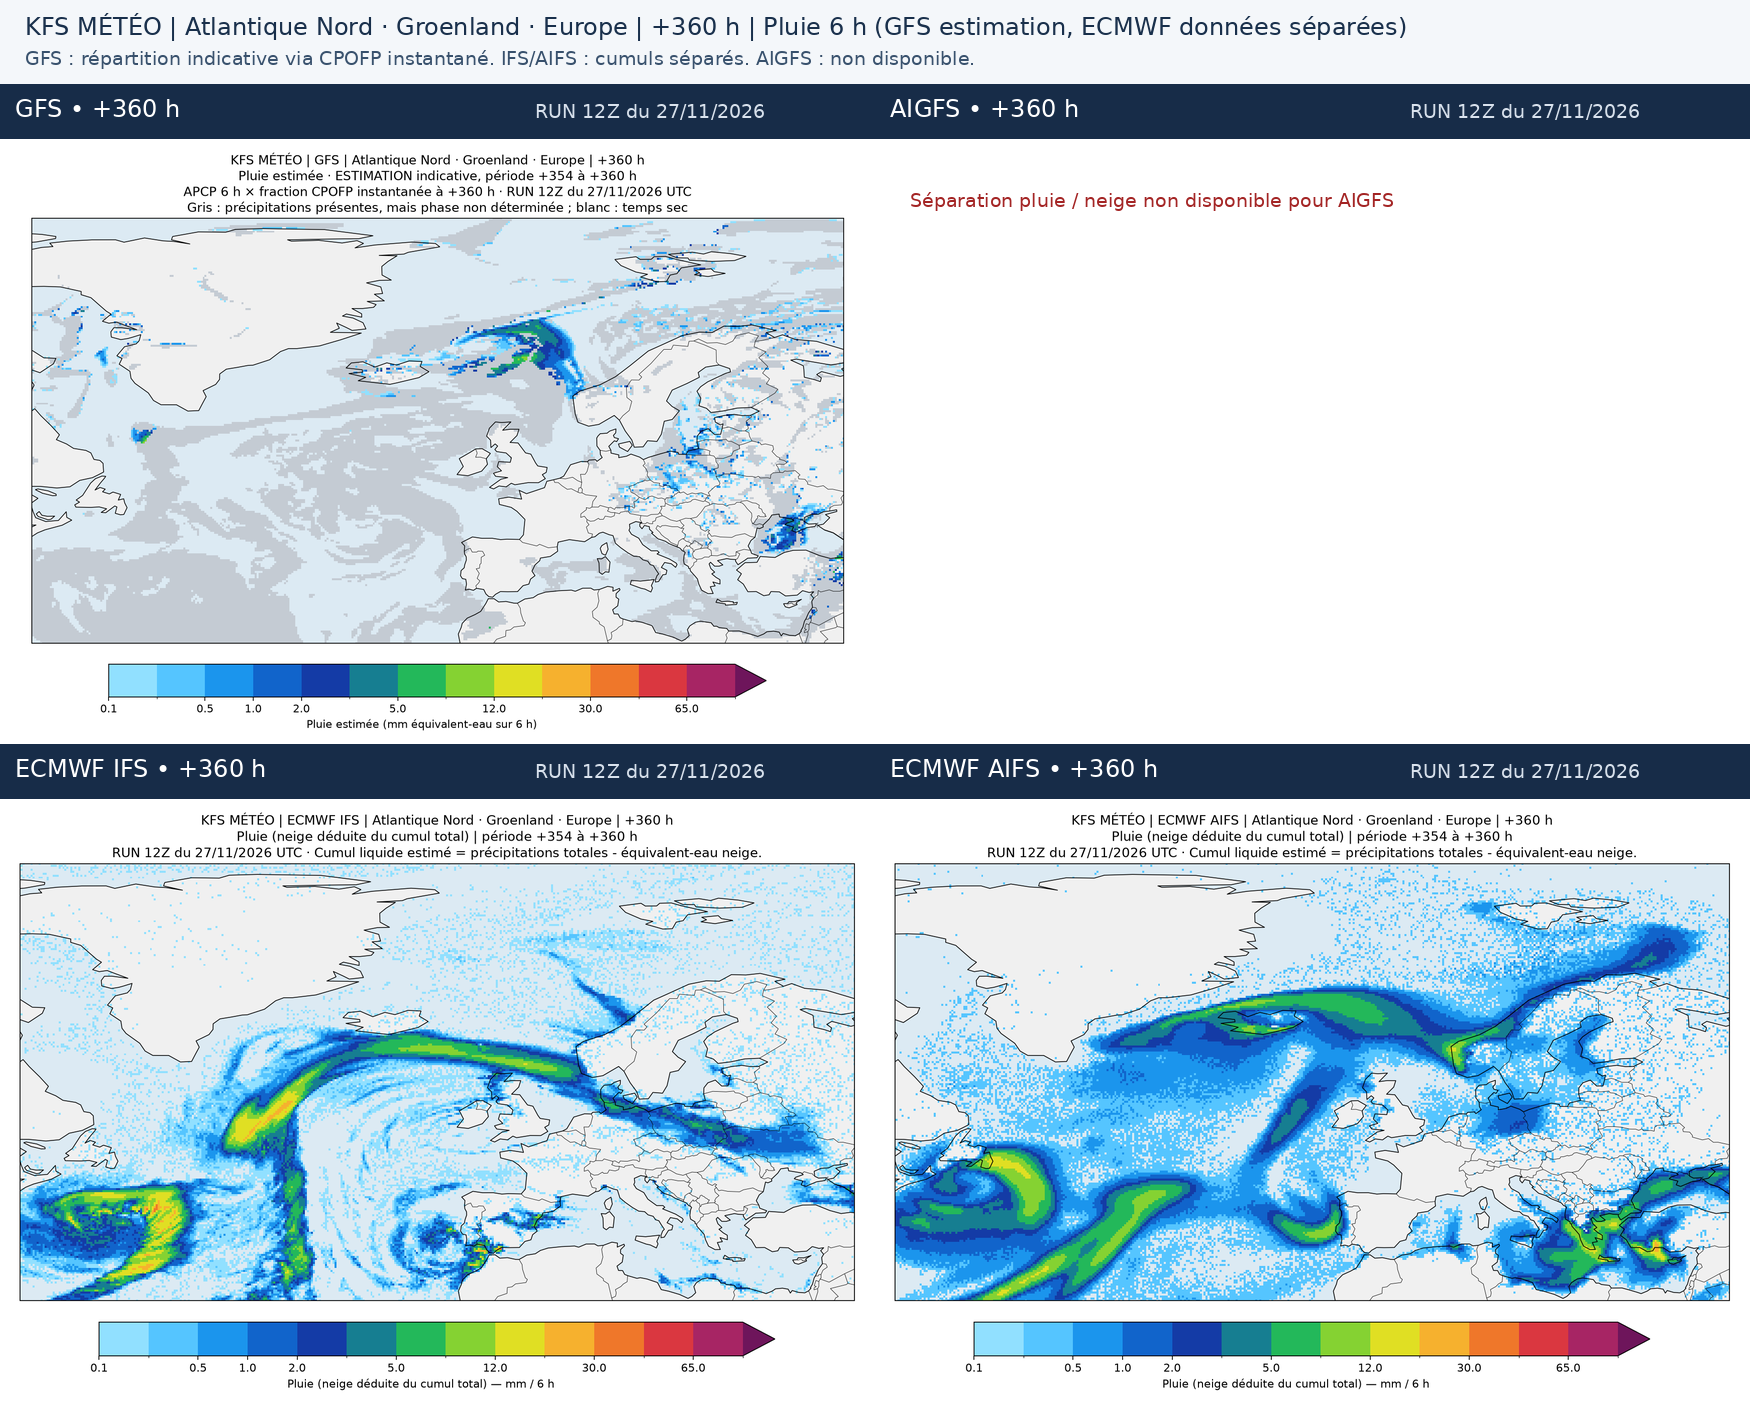 KFS MÉTÉO | Atlantique Nord · Groenland · Europe | +360 h | Pluie 6 h (GFS estimation, ECMWF données séparées)
GFS : répartition indicative via CPOFP instantané. IFS/AIFS : cumuls séparés. AIGFS : non disponible.
GFS • +360 h
RUN 12Z du 27/11/2026
AIGFS • +360 h
RUN 12Z du 27/11/2026
KFS MÉTÉO | GFS | Atlantique Nord · Groenland · Europe | +360 h
Pluie estimée · ESTIMATION indicative, période +354 à +360 h
APCP 6 h × fraction CPOFP instantanée à +360 h · RUN 12Z du 27/11/2026 UTC
Gris : précipitations présentes, mais phase non déterminée ; blanc : temps sec
Séparation pluie / neige non disponible pour AIGFS
0.1 0.5 1.0 2.0 5.0 12.0 30.0 65.0
Pluie estimée (mm équivalent-eau sur 6 h)
ECMWF IFS • +360 h
RUN 12Z du 27/11/2026
ECMWF AIFS • +360 h
RUN 12Z du 27/11/2026
KFS MÉTÉO | ECMWF IFS | Atlantique Nord · Groenland · Europe | +360 h
Pluie (neige déduite du cumul total) | période +354 à +360 h
RUN 12Z du 27/11/2026 UTC · Cumul liquide estimé = précipitations totales - équivalent-eau neige.
KFS MÉTÉO | ECMWF AIFS | Atlantique Nord · Groenland · Europe | +360 h
Pluie (neige déduite du cumul total) | période +354 à +360 h
RUN 12Z du 27/11/2026 UTC · Cumul liquide estimé = précipitations totales - équivalent-eau neige.
0.1 0.5 1.0 2.0 5.0 12.0 30.0 65.0
Pluie (neige déduite du cumul total) — mm / 6 h
0.1 0.5 1.0 2.0 5.0 12.0 30.0 65.0
Pluie (neige déduite du cumul total) — mm / 6 h